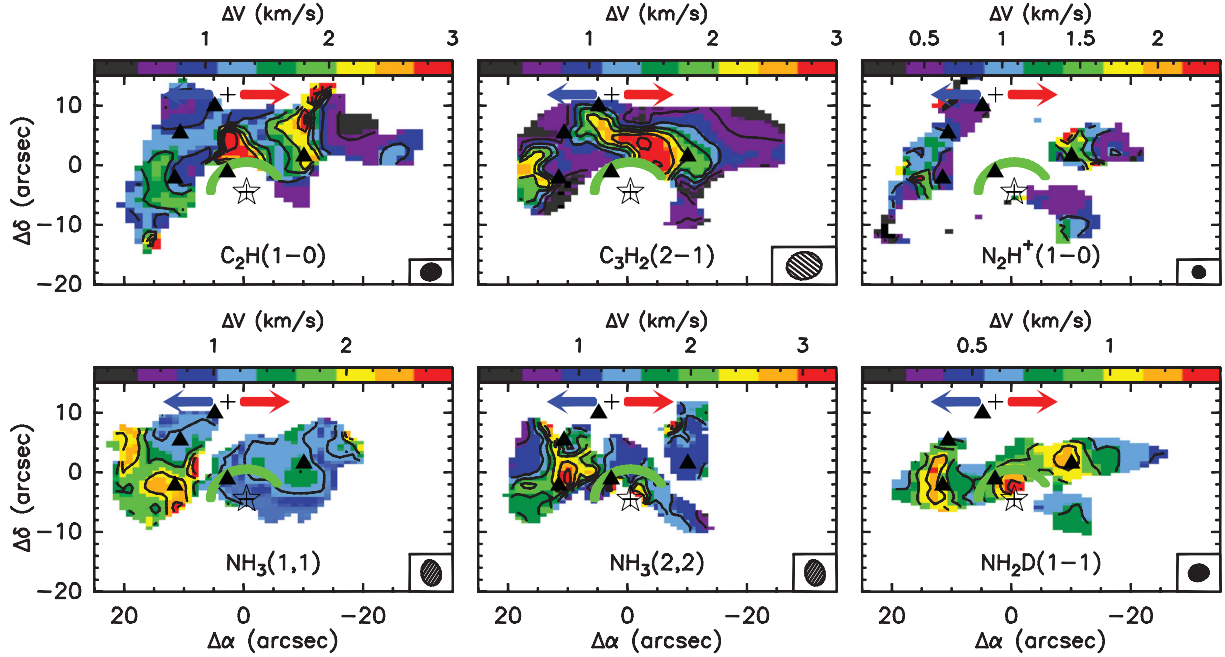 ΔV (km/s) ΔV (km/s) ΔV (km/s)
1 2 3 1 2 3 0.5 1 1.5 2
Δδ (arcsec)
10
0
−10
−20
C₂H(1−0) C₃H₂(2−1) N₂H⁺(1−0)
ΔV (km/s) ΔV (km/s) ΔV (km/s)
1 2 1 2 3 0.5 1
Δδ (arcsec)
10
0
−10
−20
NH₃(1,1) NH₃(2,2) NH₂D(1−1)
20 0 −20 20 0 −20 20 0 −20
Δα (arcsec) Δα (arcsec) Δα (arcsec)